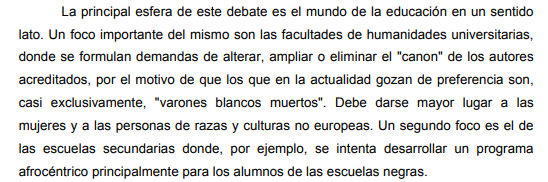 La principal esfera de este debate es el mundo de la educación en un sentido
lato. Un foco importante del mismo son las facultades de humanidades universitarias,
donde se formulan demandas de alterar, ampliar o eliminar el "canon" de los autores
acreditados, por el motivo de que los que en la actualidad gozan de preferencia son,
casi exclusivamente, "varones blancos muertos". Debe darse mayor lugar a las
mujeres y a las personas de razas y culturas no europeas. Un segundo foco es el de
las escuelas secundarias donde, por ejemplo, se intenta desarrollar un programa
afrocéntrico principalmente para los alumnos de las escuelas negras.